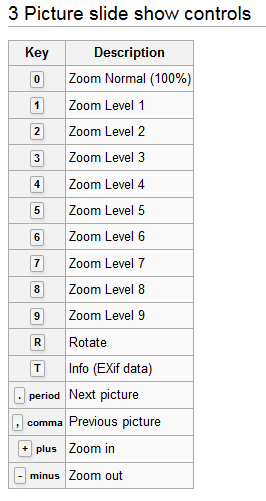 3 Picture slide show controls
Key Description
0 Zoom Normal (100%)
1 Zoom Level 1
2 Zoom Level 2
3 Zoom Level 3
4 Zoom Level 4
5 Zoom Level 5
6 Zoom Level 6
7 Zoom Level 7
8 Zoom Level 8
9 Zoom Level 9
R Rotate
T Info (EXif data)
. period Next picture
, comma Previous picture
+ plus Zoom in
- minus Zoom out